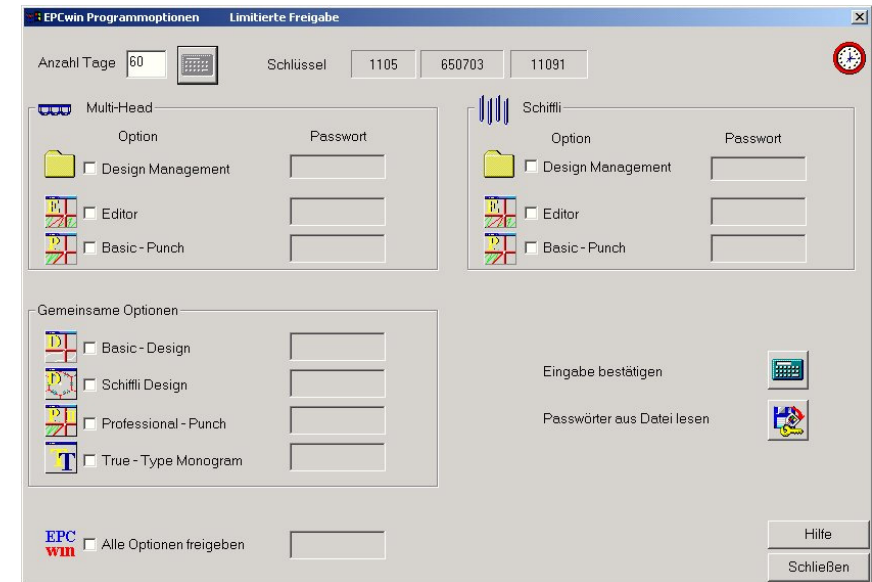 EPCwin Programmoptionen Limitierte Freigabe
Anzahl Tage 60 Schlüssel 1105 650703 11091
Multi-Head
Option Passwort
Design Management
Editor
Basic - Punch
Schiffli
Option Passwort
Design Management
Editor
Basic - Punch
Gemeinsame Optionen
Basic - Design
Schiffli Design
Professional - Punch
True - Type Monogram
Eingabe bestätigen
Passwörter aus Datei lesen
EPC
win
Alle Optionen freigeben
Hilfe
Schließen